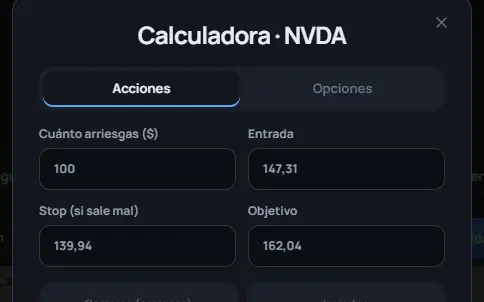 Calculadora · NVDA
Acciones
Opciones
Cuánto arriesgas ($)
Entrada
100
147,31
Stop (si sale mal)
Objetivo
139,94
162,04